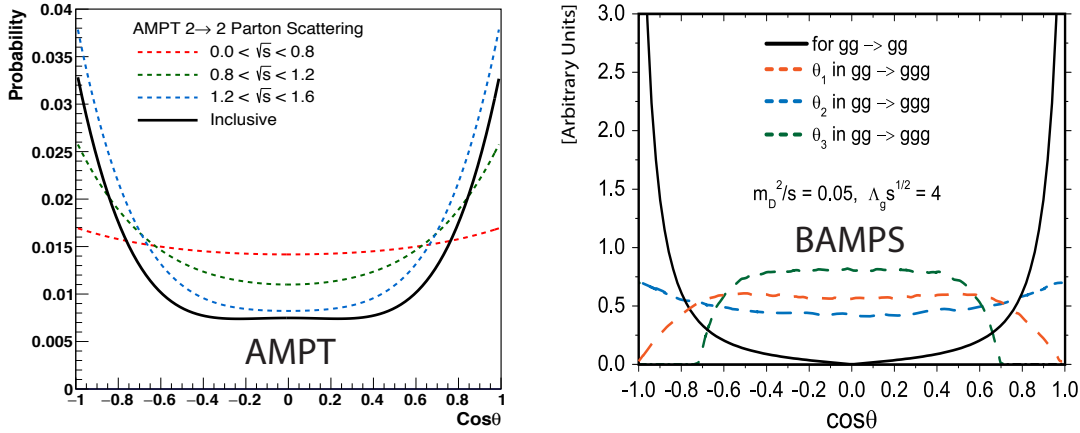 Probability
0.04
0.035
0.03
0.025
0.02
0.015
0.01
0.005
0
AMPT 2→ 2 Parton Scattering
0.0 < √s < 0.8
0.8 < √s < 1.2
1.2 < √s < 1.6
Inclusive
AMPT
−1 −0.8 −0.6 −0.4 −0.2 0 0.2 0.4 0.6 0.8 1
Cosθ
[Arbitrary Units]
3.0
2.5
2.0
1.5
1.0
0.5
0.0
for gg -> gg
θ1 in gg -> ggg
θ2 in gg -> ggg
θ3 in gg -> ggg
m_D^2/s = 0.05, Λ_g s^1/2 = 4
BAMPS
-1.0 -0.8 -0.6 -0.4 -0.2 0.0 0.2 0.4 0.6 0.8 1.0
cosθ